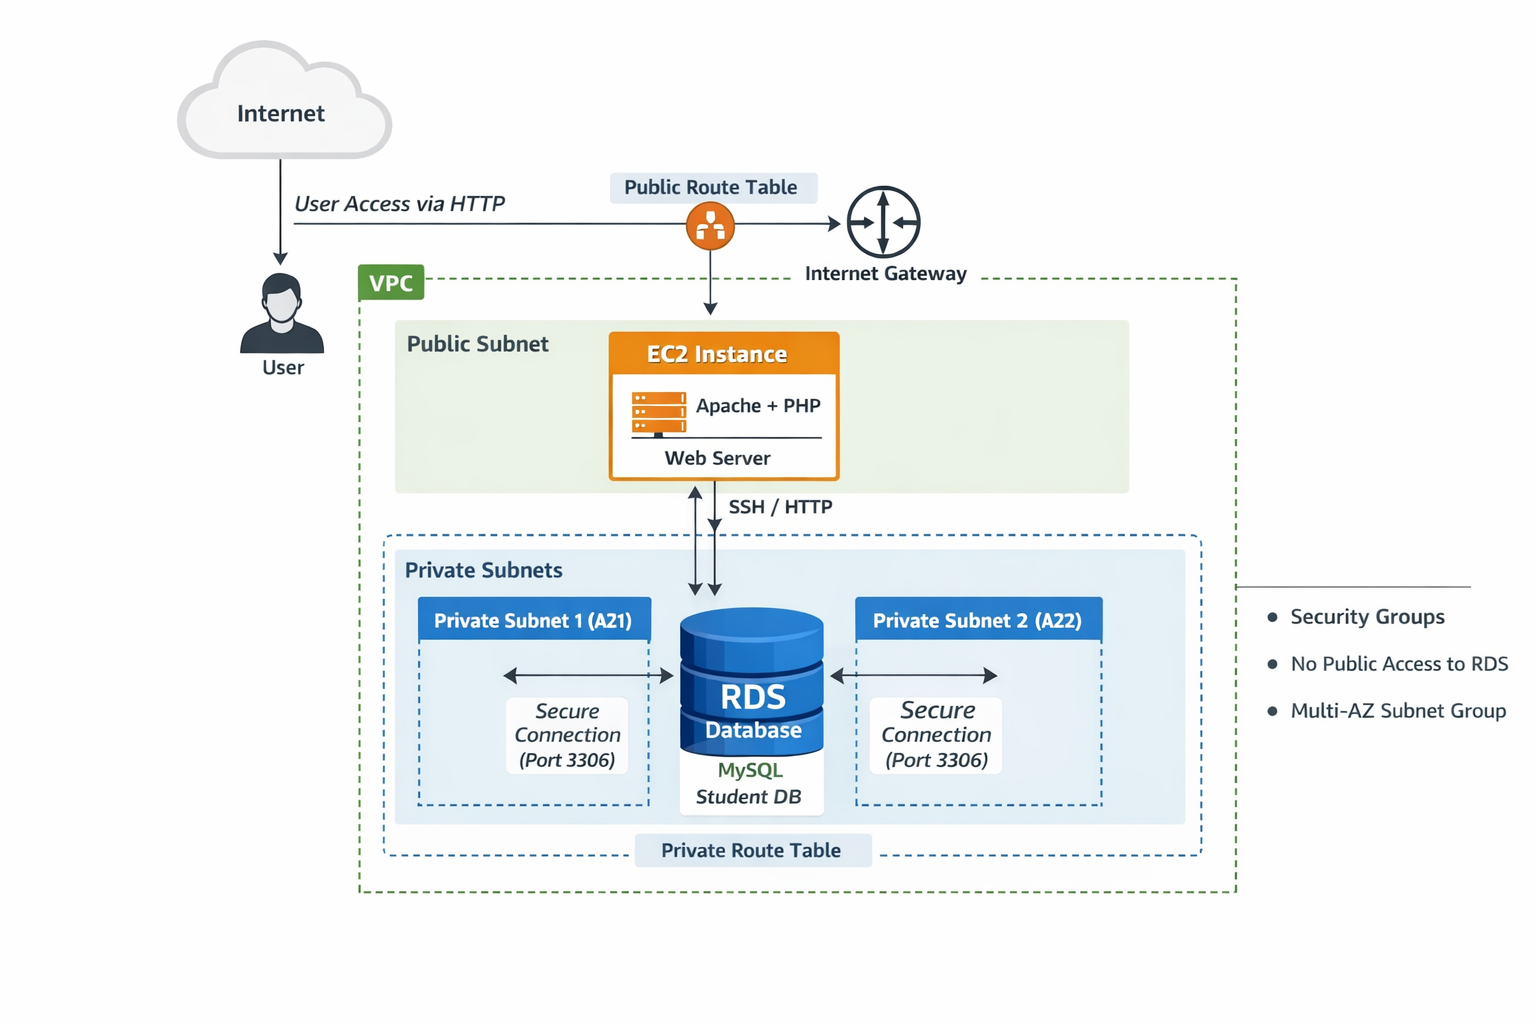 Internet
User Access via HTTP
Public Route Table
Internet Gateway
User
VPC
Public Subnet
EC2 Instance
Apache + PHP
Web Server
SSH / HTTP
Private Subnets
Private Subnet 1 (A21)
Private Subnet 2 (A22)
Secure
Connection
(Port 3306)
RDS
Database
MySQL
Student DB
Secure
Connection
(Port 3306)
Private Route Table
• Security Groups
• No Public Access to RDS
• Multi-AZ Subnet Group